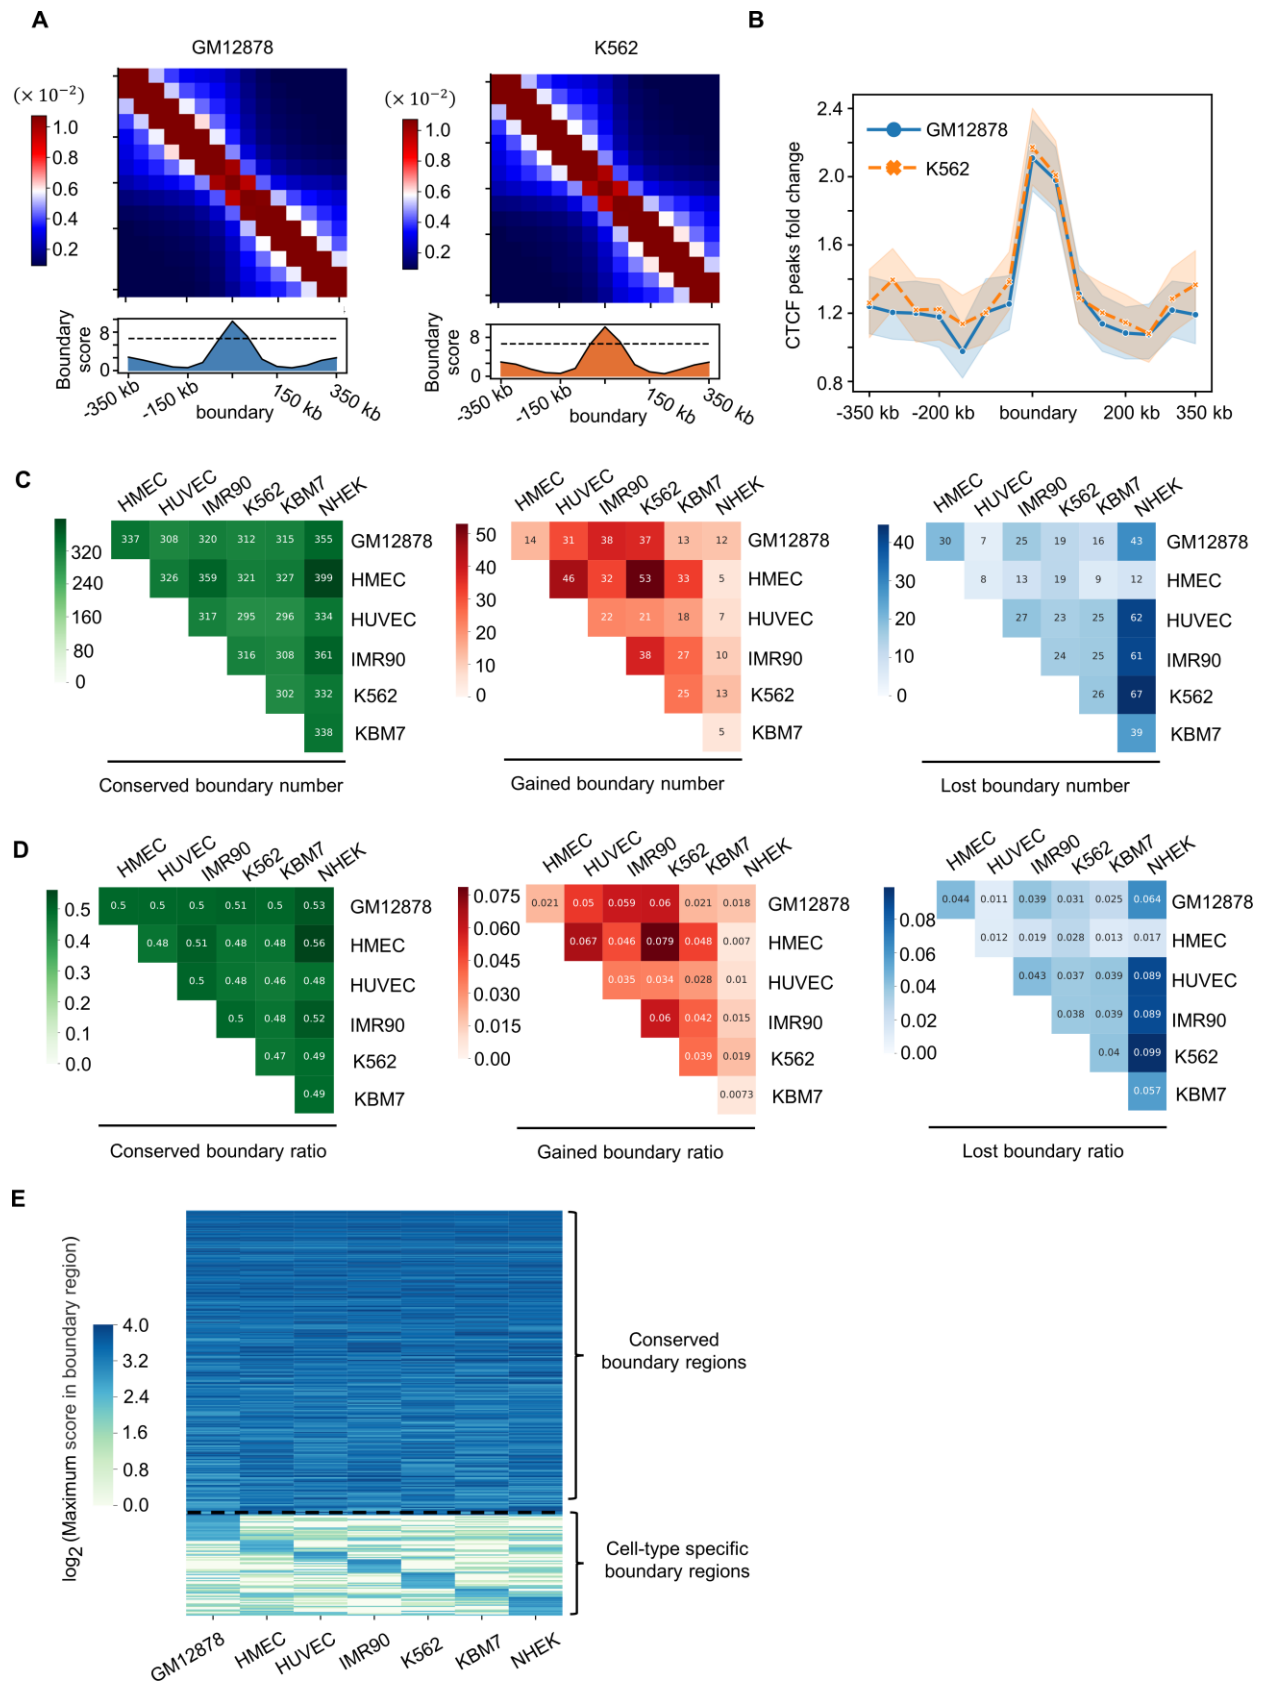 A
B
GM12878
K562
(× 10⁻²)
1.0
0.8
0.6
0.4
0.2
(× 10⁻²)
1.0
0.8
0.6
0.4
0.2
Boundary score
8
0
-350 kb
-150 kb
boundary
150 kb
350 kb
Boundary score
8
0
-350 kb
-150 kb
boundary
150 kb
350 kb
CTCF peaks fold change
2.4
2.0
1.6
1.2
0.8
GM12878
K562
-350 kb -200 kb boundary 200 kb 350 kb
C
HMEC HUVEC IMR90 K562 KBM7 NHEK
320
240
160
80
0
337 308 320 312 315 355 GM12878
326 359 321 327 399 HMEC
317 295 296 334 HUVEC
316 308 361 IMR90
302 332 K562
338 KBM7
Conserved boundary number
HMEC HUVEC IMR90 K562 KBM7 NHEK
50
40
30
20
10
0
14 31 38 37 13 12 GM12878
46 32 53 33 5 HMEC
22 21 18 7 HUVEC
38 27 10 IMR90
25 13 K562
5 KBM7
Gained boundary number
HMEC HUVEC IMR90 K562 KBM7 NHEK
40
30
20
10
0
30 7 25 19 16 43 GM12878
8 13 19 9 12 HMEC
27 23 25 62 HUVEC
24 25 61 IMR90
26 67 K562
39 KBM7
Lost boundary number
D
HMEC HUVEC IMR90 K562 KBM7 NHEK
0.5
0.4
0.3
0.2
0.1
0.0
0.5 0.5 0.5 0.51 0.5 0.53 GM12878
0.48 0.51 0.48 0.48 0.56 HMEC
0.5 0.48 0.46 0.48 HUVEC
0.5 0.48 0.52 IMR90
0.47 0.49 K562
0.49 KBM7
Conserved boundary ratio
HMEC HUVEC IMR90 K562 KBM7 NHEK
0.075
0.060
0.045
0.030
0.015
0.00
0.021 0.05 0.059 0.06 0.021 0.018 GM12878
0.067 0.046 0.079 0.048 0.007 HMEC
0.035 0.034 0.028 0.01 HUVEC
0.06 0.042 0.015 IMR90
0.039 0.019 K562
0.0073 KBM7
Gained boundary ratio
HMEC HUVEC IMR90 K562 KBM7 NHEK
0.08
0.06
0.04
0.02
0.00
0.044 0.011 0.039 0.031 0.025 0.064 GM12878
0.012 0.019 0.028 0.013 0.017 HMEC
0.043 0.037 0.039 0.089 HUVEC
0.038 0.039 0.089 IMR90
0.04 0.099 K562
0.057 KBM7
Lost boundary ratio
E
log₂ (Maximum score in boundary region)
4.0
3.2
2.4
1.6
0.8
0.0
Conserved
boundary regions
Cell-type specific
boundary regions
GM12878 HMEC HUVEC IMR90 K562 KBM7 NHEK